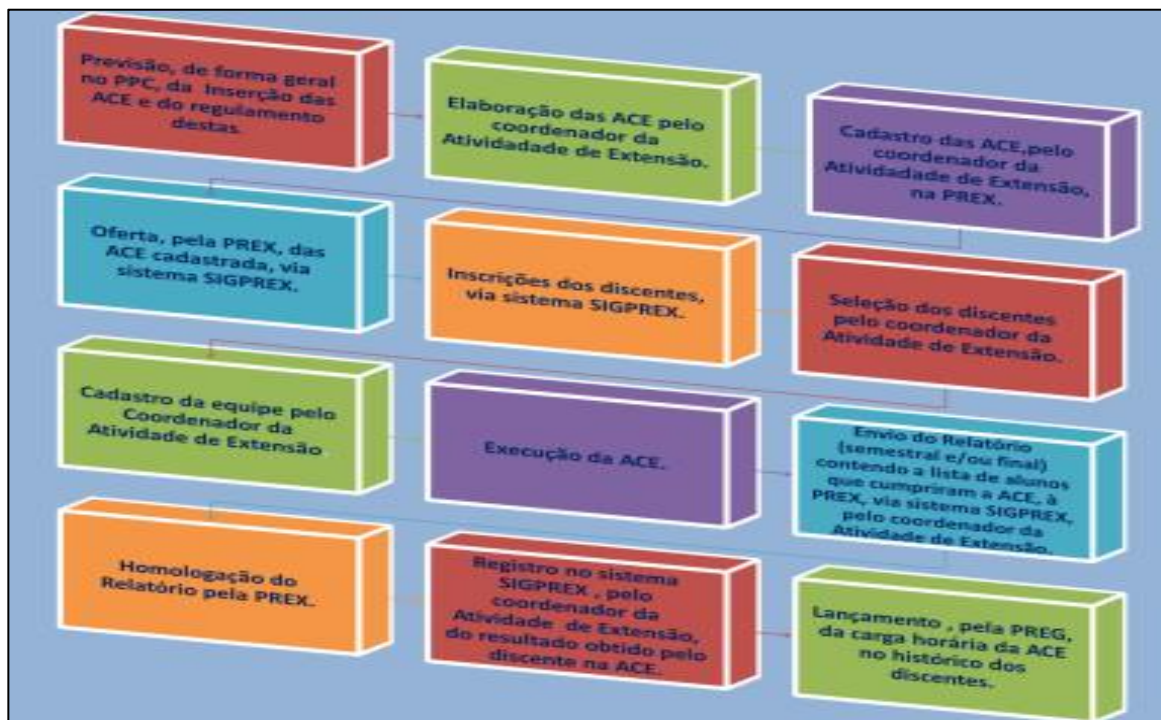 Previsão, de forma geral
no PPC, da Inserção das
ACE e do regulamento
destas.
Elaboração das ACE pelo
coordenador da
Atividadade de Extensão.
Cadastro das ACE,pelo
coordenador da
Atividadade de Extensão,
na PREX.
Oferta, pela PREX, das
ACE cadastrada, via
sistema SIGPREX.
Inscrições dos discentes,
via sistema SIGPREX.
Seleção dos discentes
pelo coordenador da
Atividade de Extensão.
Cadastro da equipe pelo
Coordenador da
Atividade de Extensão
Execução da ACE.
Envio do Relatório
(semestral e/ou final)
contendo a lista de alunos
que cumpriram a ACE, à
PREX, via sistema SIGPREX,
pelo coordenador da
Atividade de Extensão.
Homologação do
Relatório pela PREX.
Registro no sistema
SIGPREX , pelo
coordenador da
Atividade de Extensão,
do resultado obtido pelo
discente na ACE.
Lançamento , pela PREG,
da carga horária da ACE
no histórico dos
discentes.